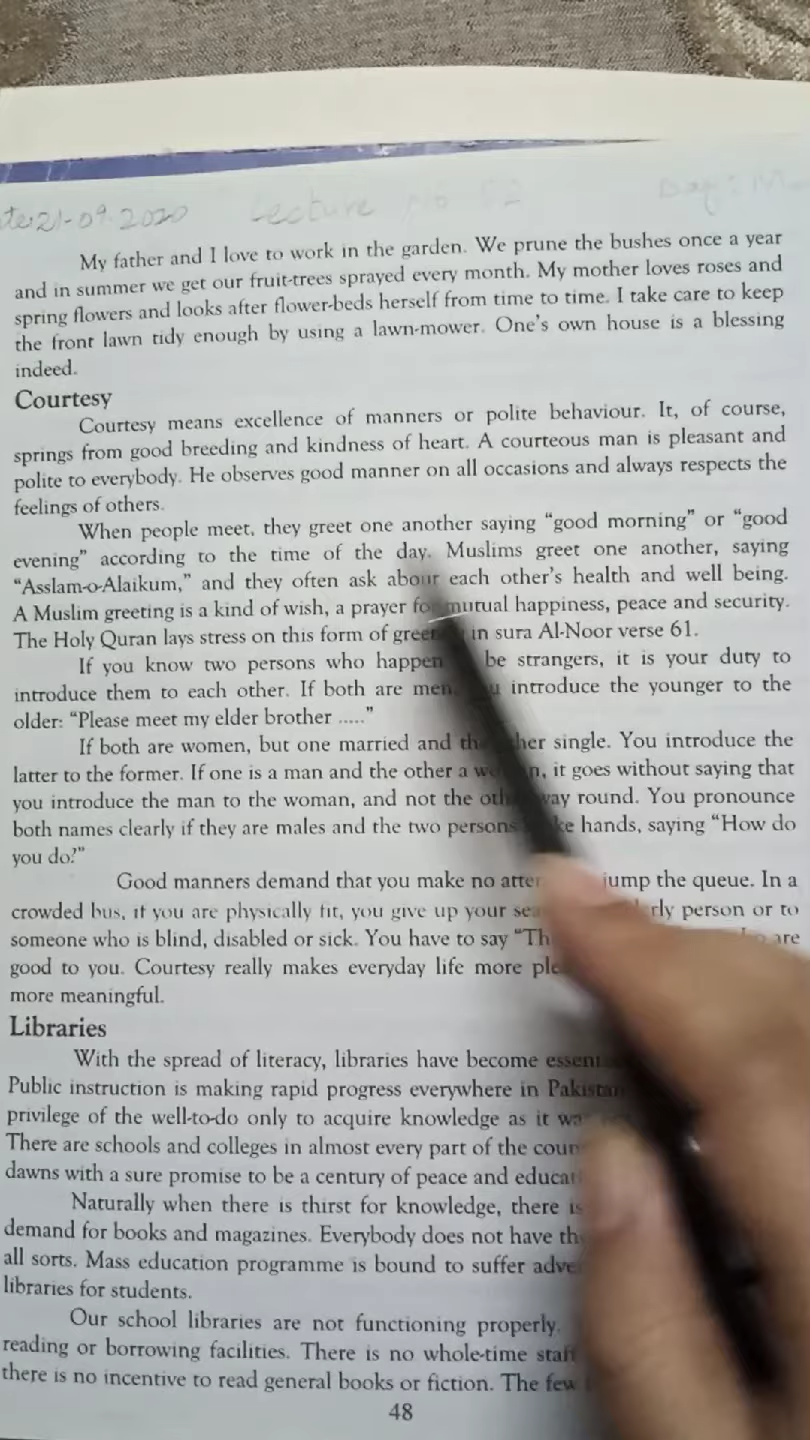 te: 21-09-2020 Lecture No 62 Day: M
My father and I love to work in the garden. We prune the bushes once a year
and in summer we get our fruit-trees sprayed every month. My mother loves roses and
spring flowers and looks after flower-beds herself from time to time. I take care to keep
the front lawn tidy enough by using a lawn-mower. One's own house is a blessing
indeed.
Courtesy
Courtesy means excellence of manners or polite behaviour. It, of course,
springs from good breeding and kindness of heart. A courteous man is pleasant and
polite to everybody. He observes good manner on all occasions and always respects the
feelings of others.
When people meet, they greet one another saying “good morning” or “good
evening” according to the time of the day. Muslims greet one another, saying
“Asslam-o-Alaikum,” and they often ask about each other's health and well being.
A Muslim greeting is a kind of wish, a prayer for mutual happiness, peace and security.
The Holy Quran lays stress on this form of in sura Al-Noor verse 61.
If you know two persons who happen be strangers, it is your duty to
introduce them to each other. If both are men, introduce the younger to the
older: “Please meet my elder brother .....”
If both are women, but one married and single. You introduce the
latter to the former. If one is a man and the other a it goes without saying that
you introduce the man to the woman, and not the way round. You pronounce
both names clearly if they are males and the two persons hands, saying “How do
you do?”
Good manners demand that you make no jump the queue. In a
crowded bus, if you are physically fit, you give up your person or to
someone who is blind, disabled or sick. You have to say are
good to you. Courtesy really makes everyday life more
more meaningful.
Libraries
With the spread of literacy, libraries have become
Public instruction is making rapid progress everywhere in Pakistan
privilege of the well-to-do only to acquire knowledge as it
There are schools and colleges in almost every part of the
dawns with a sure promise to be a century of peace and
Naturally when there is thirst for knowledge, there is
demand for books and magazines. Everybody does not have
all sorts. Mass education programme is bound to suffer
libraries for students.
Our school libraries are not functioning properly.
reading or borrowing facilities. There is no whole-time
there is no incentive to read general books or fiction. The few
48